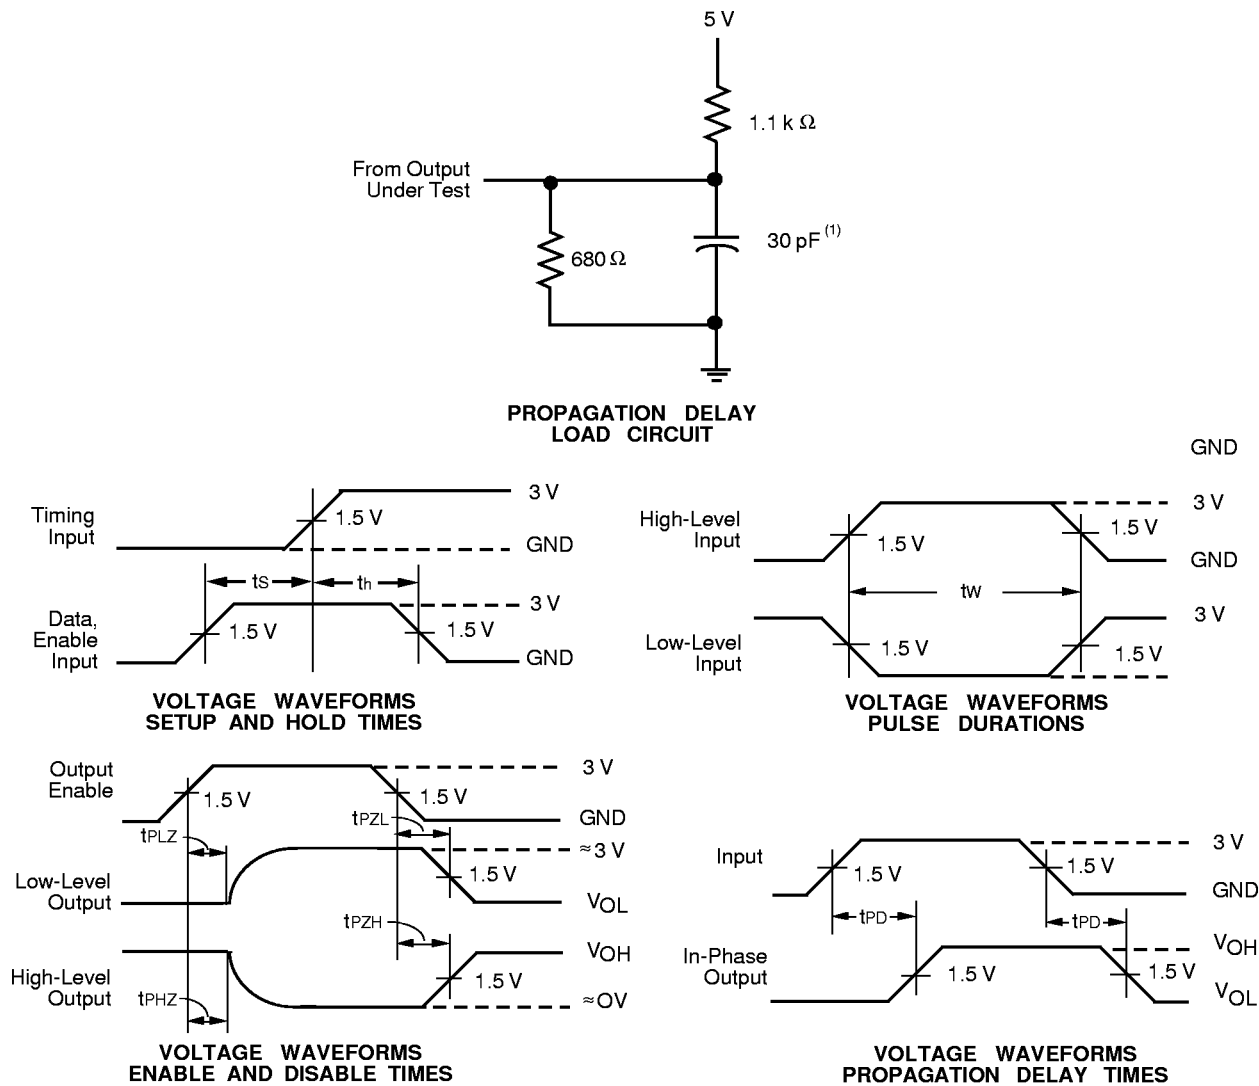 5 V
1.1 k Ω
From Output
Under Test
680 Ω
30 pF (1)
PROPAGATION DELAY
LOAD CIRCUIT
Timing
Input
3 V
1.5 V
GND
tS
th
Data,
Enable
Input
3 V
1.5 V
1.5 V
GND
VOLTAGE WAVEFORMS
SETUP AND HOLD TIMES
GND
High-Level
Input
3 V
1.5 V
1.5 V
GND
tW
Low-Level
Input
3 V
1.5 V
1.5 V
VOLTAGE WAVEFORMS
PULSE DURATIONS
Output
Enable
3 V
1.5 V
1.5 V
GND
tPLZ
tPZL
≈3 V
Low-Level
Output
1.5 V
VOL
tPZH
VOH
High-Level
Output
1.5 V
tPHZ
≈OV
VOLTAGE WAVEFORMS
ENABLE AND DISABLE TIMES
Input
3 V
1.5 V
1.5 V
GND
tPD
tPD
In-Phase
Output
VOH
1.5 V
1.5 V
VOL
VOLTAGE WAVEFORMS
PROPAGATION DELAY TIMES